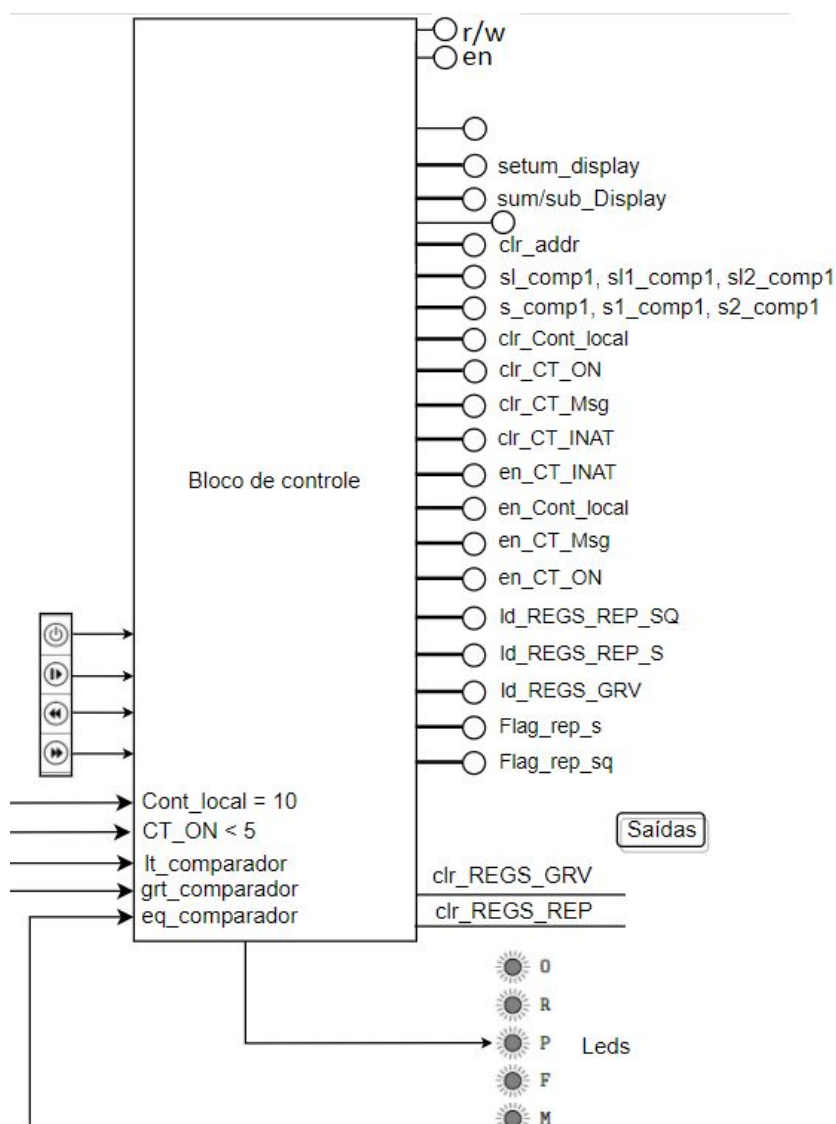 r/w
en
setum_display
sum/sub_Display
clr_addr
sl_comp1, sl1_comp1, sl2_comp1
s_comp1, s1_comp1, s2_comp1
clr_Cont_local
clr_CT_ON
clr_CT_Msg
clr_CT_INAT
Bloco de controle
en_CT_INAT
en_Cont_local
en_CT_Msg
en_CT_ON
ld_REGS_REP_SQ
ld_REGS_REP_S
ld_REGS_GRV
Flag_rep_s
Flag_rep_sq
Cont_local = 10
CT_ON < 5
lt_comparador
grt_comparador
eq_comparador
Saídas
clr_REGS_GRV
clr_REGS_REP
O
R
P Leds
F
M